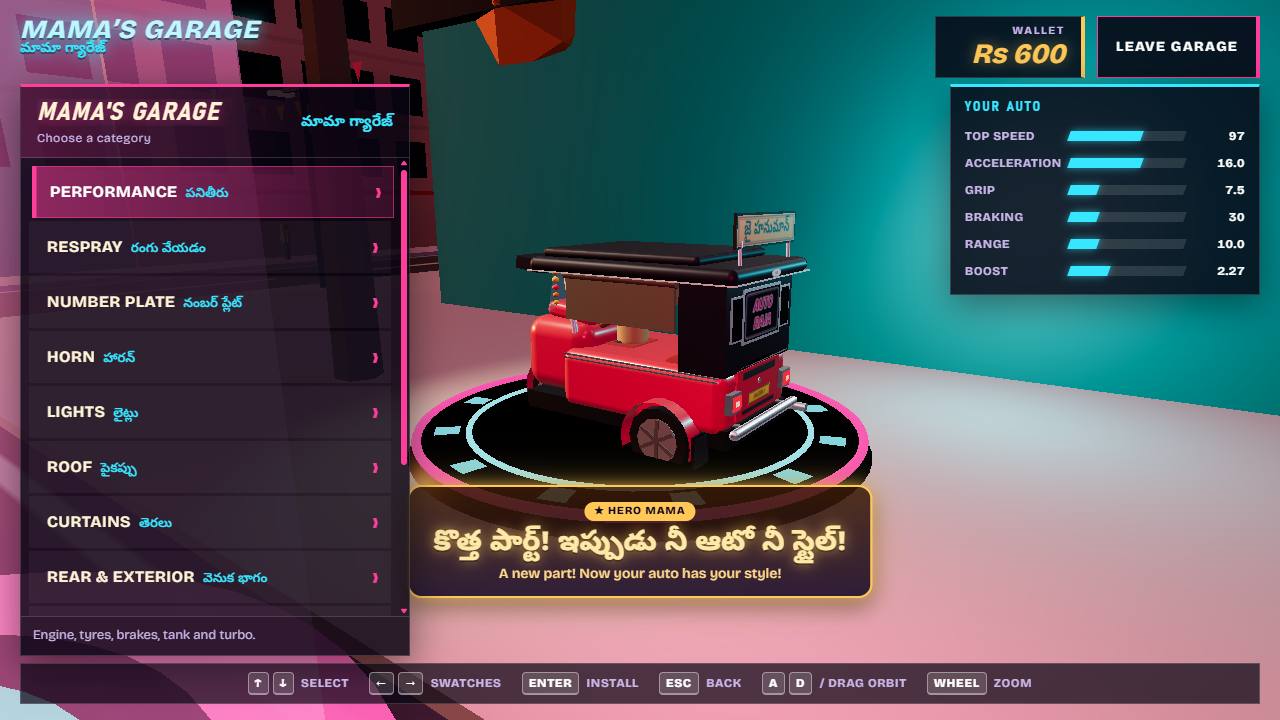 MAMA'S GARAGE
మామా గ్యారేజ్
WALLET
Rs 600
LEAVE GARAGE
MAMA'S GARAGE
మామా గ్యారేజ్
Choose a category
PERFORMANCE పనితీరు
RESPRAY రంగు వేయడం
NUMBER PLATE నంబర్ ప్లేట్
HORN హారన్
LIGHTS లైట్లు
ROOF పైకప్పు
CURTAINS తెరలు
REAR & EXTERIOR వెనుక భాగం
Engine, tyres, brakes, tank and turbo.
YOUR AUTO
TOP SPEED 97
ACCELERATION 16.0
GRIP 7.5
BRAKING 30
RANGE 10.0
BOOST 2.27
జై హనుమాన్
AUTO
RAJA
★ HERO MAMA
కొత్త పార్ట్! ఇప్పుడు నీ ఆటో నీ స్టైల్!
A new part! Now your auto has your style!
↑ ↓ SELECT ← → SWATCHES ENTER INSTALL ESC BACK A D / DRAG ORBIT WHEEL ZOOM